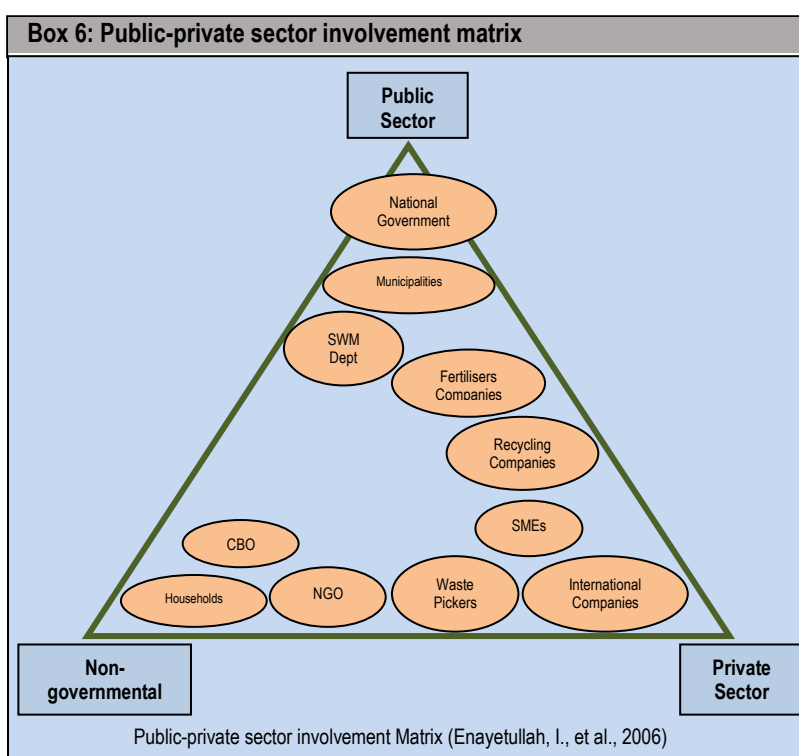 Box 6: Public-private sector involvement matrix
Public
Sector
National
Government
Municipalities
SWM
Dept
Fertilisers
Companies
Recycling
Companies
SMEs
CBO
Households
NGO
Waste
Pickers
International
Companies
Non-
governmental
Private
Sector
Public-private sector involvement Matrix (Enayetullah, I., et al., 2006)